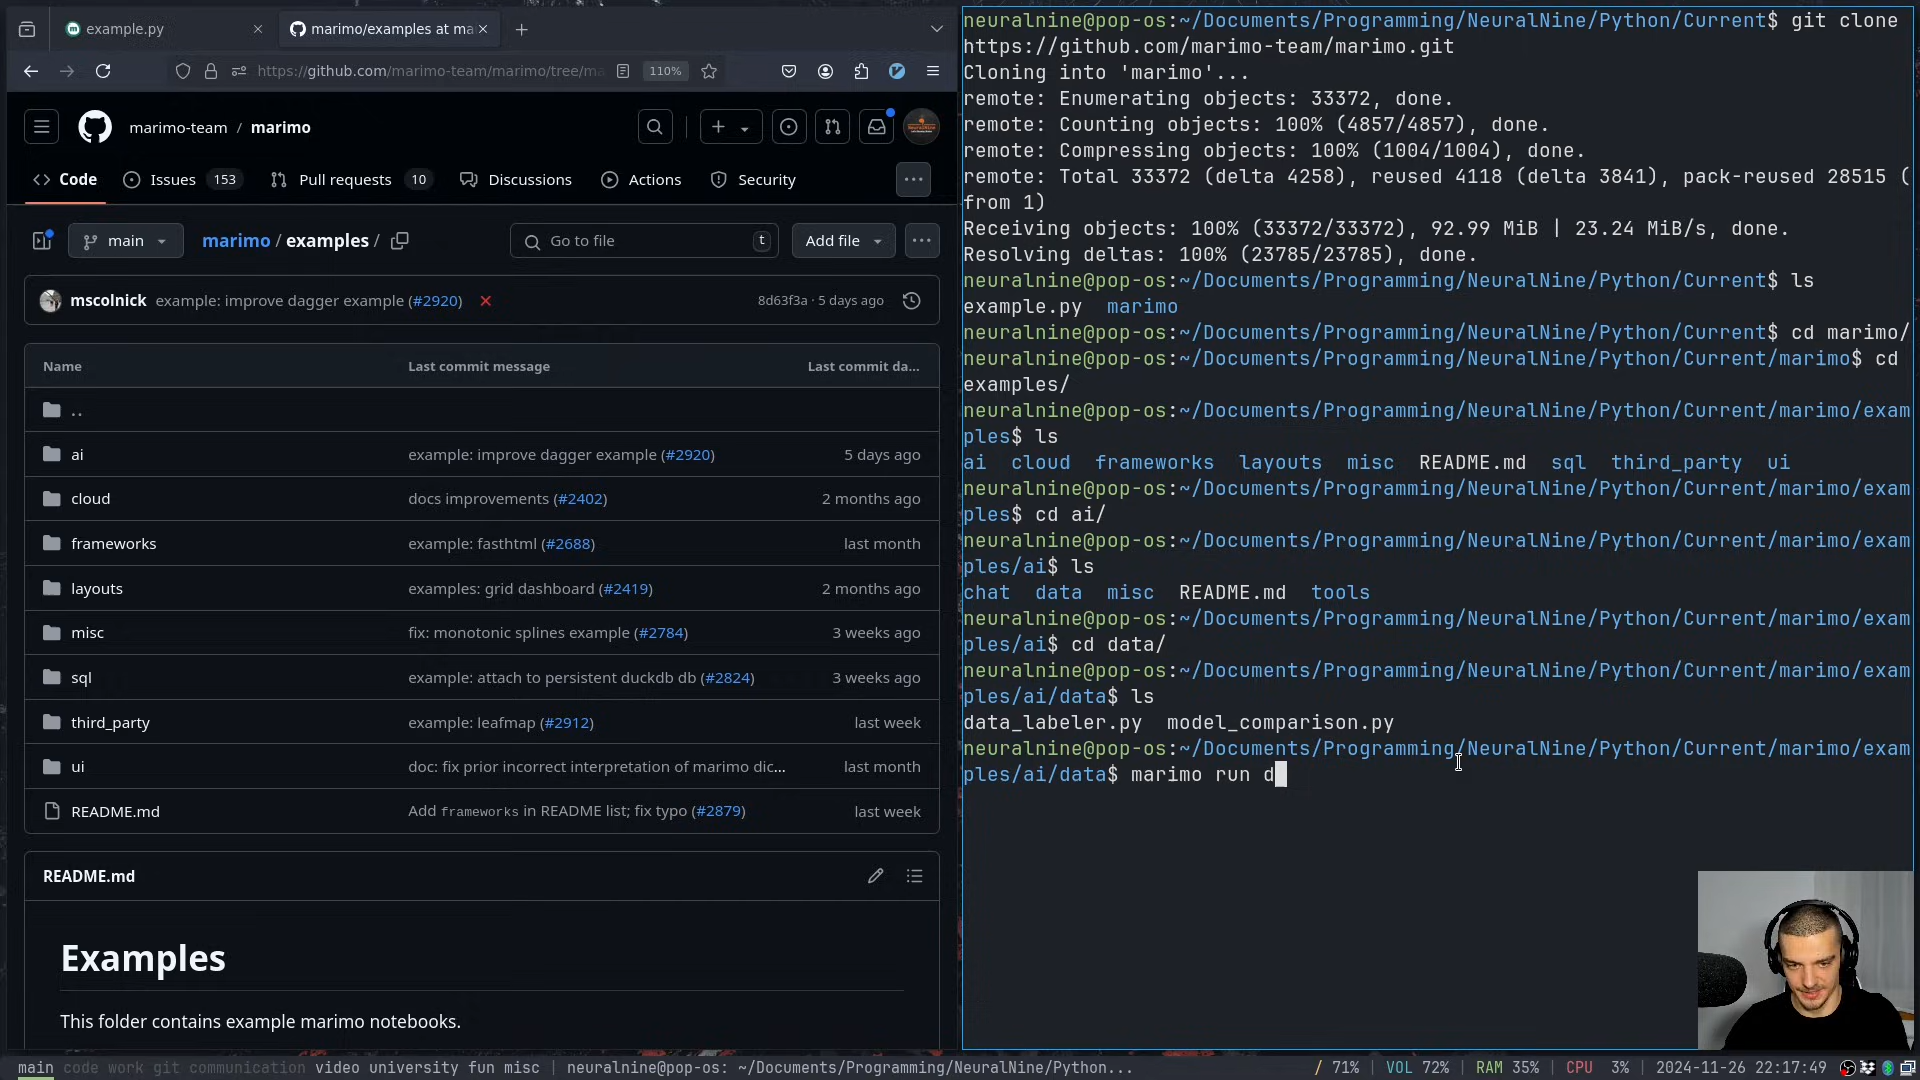 example.py
marimo/examples at ma
https://github.com/marimo-team/marimo/tree/ma
110%
marimo-team / marimo
Code
Issues 153
Pull requests 10
Discussions
Actions
Security
main
marimo / examples /
Go to file
t
Add file
mscolnick example: improve dagger example (#2920)
8d63f3a · 5 days ago
Name Last commit message Last commit da...
..
ai example: improve dagger example (#2920) 5 days ago
cloud docs improvements (#2402) 2 months ago
frameworks example: fasthtml (#2688) last month
layouts examples: grid dashboard (#2419) 2 months ago
misc fix: monotonic splines example (#2784) 3 weeks ago
sql example: attach to persistent duckdb db (#2824) 3 weeks ago
third_party example: leafmap (#2912) last week
ui doc: fix prior incorrect interpretation of marimo dic... last month
README.md Add frameworks in README list; fix typo (#2879) last week
README.md
Examples
This folder contains example marimo notebooks.
neuralnine@pop-os:~/Documents/Programming/NeuralNine/Python/Current$ git clone
https://github.com/marimo-team/marimo.git
Cloning into 'marimo'...
remote: Enumerating objects: 33372, done.
remote: Counting objects: 100% (4857/4857), done.
remote: Compressing objects: 100% (1004/1004), done.
remote: Total 33372 (delta 4258), reused 4118 (delta 3841), pack-reused 28515 (
from 1)
Receiving objects: 100% (33372/33372), 92.99 MiB | 23.24 MiB/s, done.
Resolving deltas: 100% (23785/23785), done.
neuralnine@pop-os:~/Documents/Programming/NeuralNine/Python/Current$ ls
example.py  marimo
neuralnine@pop-os:~/Documents/Programming/NeuralNine/Python/Current$ cd marimo/
neuralnine@pop-os:~/Documents/Programming/NeuralNine/Python/Current/marimo$ cd
examples/
neuralnine@pop-os:~/Documents/Programming/NeuralNine/Python/Current/marimo/exam
ples$ ls
ai  cloud  frameworks  layouts  misc  README.md  sql  third_party  ui
neuralnine@pop-os:~/Documents/Programming/NeuralNine/Python/Current/marimo/exam
ples$ cd ai/
neuralnine@pop-os:~/Documents/Programming/NeuralNine/Python/Current/marimo/exam
ples/ai$ ls
chat  data  misc  README.md  tools
neuralnine@pop-os:~/Documents/Programming/NeuralNine/Python/Current/marimo/exam
ples/ai$ cd data/
neuralnine@pop-os:~/Documents/Programming/NeuralNine/Python/Current/marimo/exam
ples/ai/data$ ls
data_labeler.py  model_comparison.py
neuralnine@pop-os:~/Documents/Programming/NeuralNine/Python/Current/marimo/exam
ples/ai/data$ marimo run d
main code work git communication video university fun misc | neuralnine@pop-os: ~/Documents/Programming/NeuralNine/Python...
/ 71% | VOL 72% | RAM 35% | CPU 3% | 2024-11-26 22:17:49